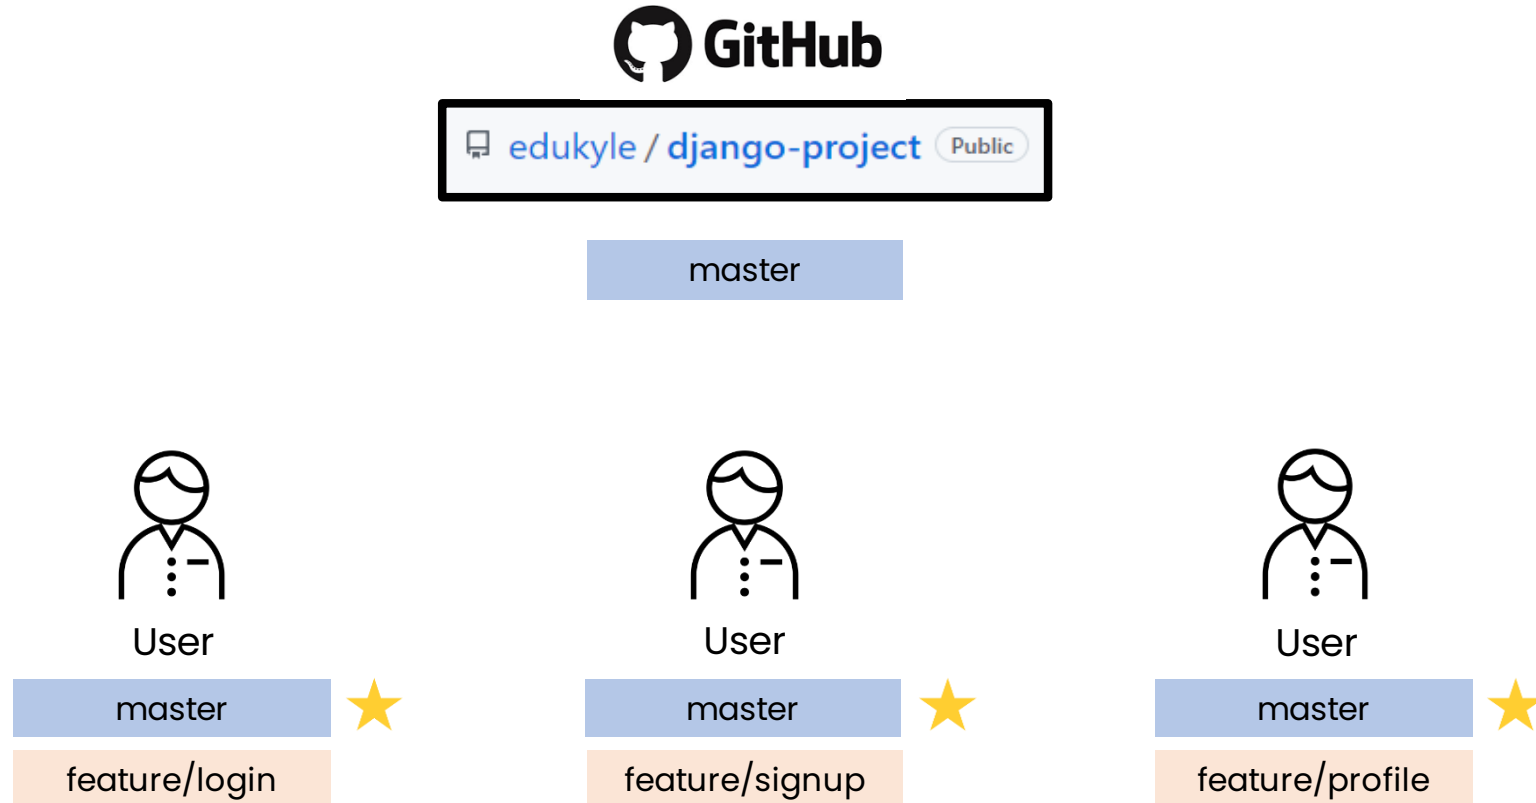 GitHub
edukyle / django-project Public
master
User
User
User
master
master
master
feature/login
feature/signup
feature/profile